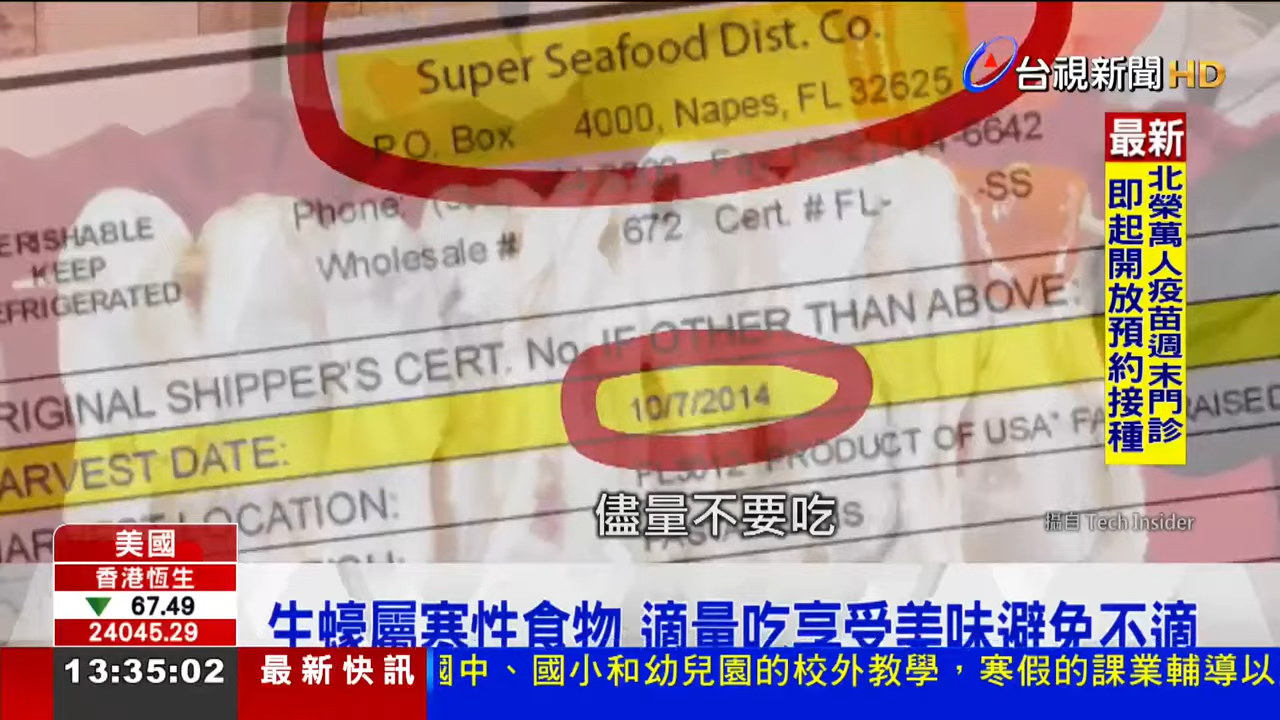 Super Seafood Dist. Co.
P.O. Box 4000, Napes, FL 32625
-6642
Phone:
-SS
Wholesale # 672 Cert. # FL-
ERISHABLE
KEEP
EFRIGERATED
RIGINAL SHIPPER'S CERT. No. IF OTHER THAN ABOVE:
ARVEST DATE: 10/7/2014
PRODUCT OF USA* RAISED
ARVEST LOCATION:
台視新聞HD
最新
北榮萬人疫苗週末門診
即起開放預約接種
儘量不要吃
攝自 Tech Insider
美國
香港恆生
▼ 67.49
24045.29
牛蠔屬寒性食物 適量吃享受美味避免不適
13:35:02
最新快訊
國中、國小和幼兒園的校外教學，寒假的課業輔導以